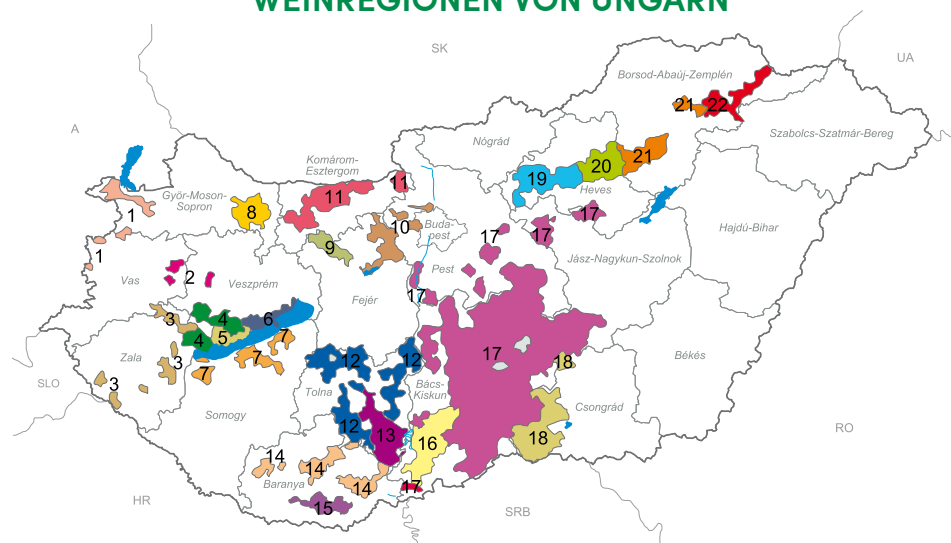 WEINREGIONEN VON UNGARN
SK
UA
Borsod-Abaúj-Zemplén
21
22
A
Szabolcs-Szatmár-Bereg
Nógrád
Komárom-
Esztergom
20
21
11
19
11
Heves
Győr-Moson-
Sopron
8
1
17
10
Buda-
pest
Hajdú-Bihar
17
17
9
1
Jász-Nagykun-Szolnok
Pest
Vas
2
Veszprém
17
Fejér
3
4
6
5
4
7
17
Zala
7
12
12
Békés
18
3
7
SLO
3
Tolna
Bács-
Kiskun
Csongrád
Somogy
12
13
16
18
RO
14
14
Baranya
14
17
HR
15
SRB